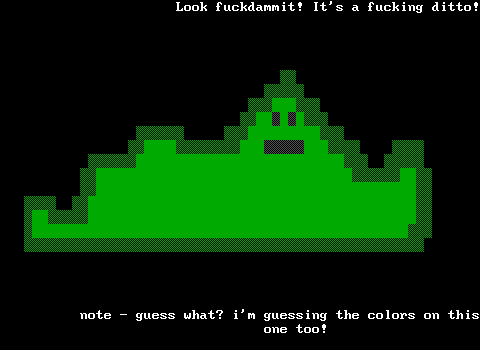 Look fuckdammit! It's a fucking ditto!
note - guess what? i'm guessing the colors on this
one too!